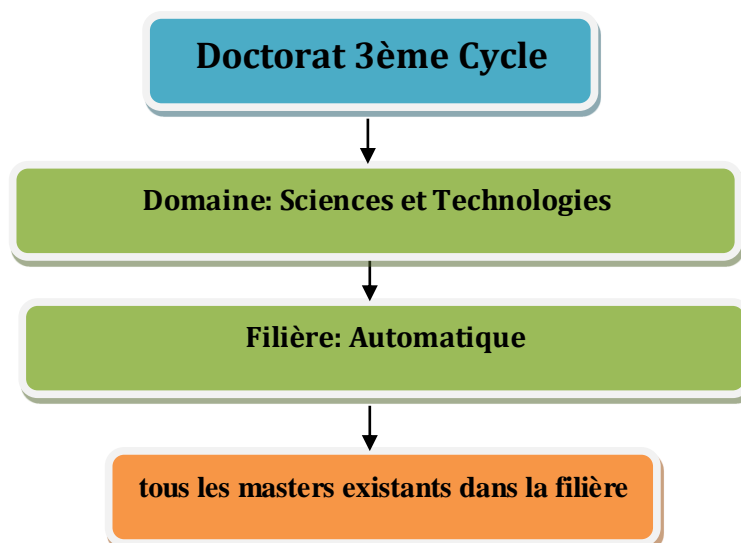 Doctorat 3ème Cycle
Domaine: Sciences et Technologies
Filière: Automatique
tous les masters existants dans la filière